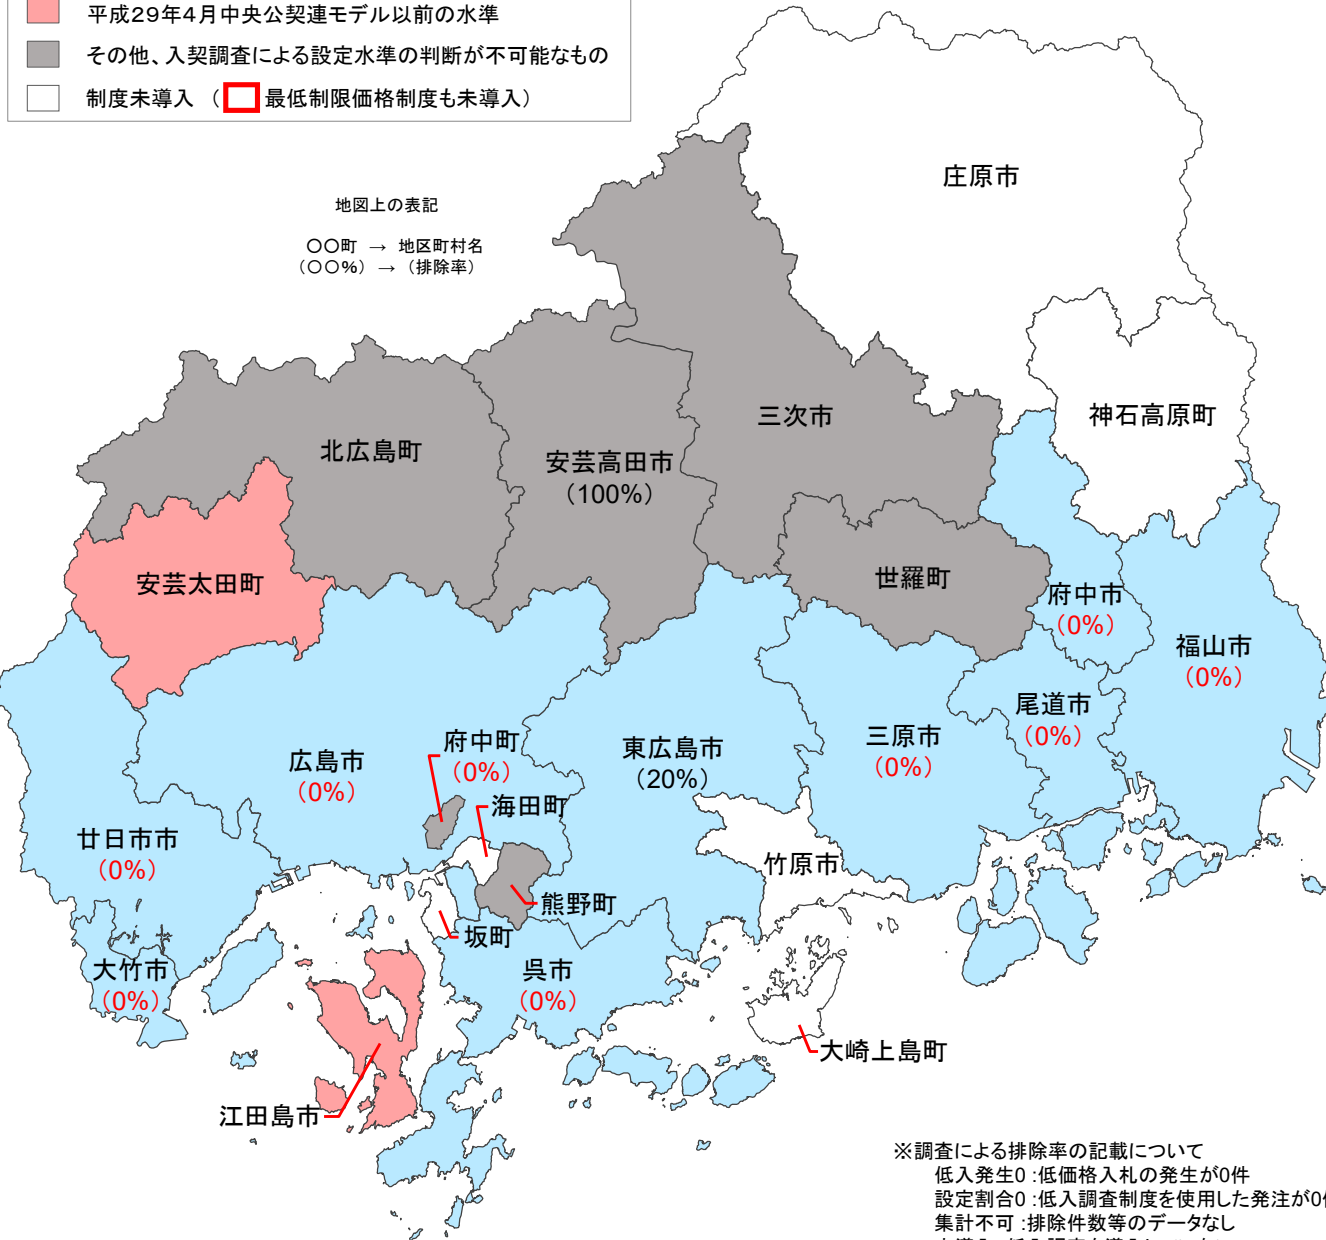 平成29年4月中央公契連モデル以前の水準
その他、入契調査による設定水準の判断が不可能なもの
制度未導入 （ 最低制限価格制度も未導入）
地図上の表記
〇〇町 → 地区町村名
（〇〇%） → （排除率）
庄原市
神石高原町
三次市
北広島町
安芸高田市
（100%）
安芸太田町
世羅町
府中市
（0%）
福山市
（0%）
尾道市
（0%）
三原市
（0%）
東広島市
（20%）
府中町
（0%）
広島市
（0%）
海田町
廿日市市
（0%）
竹原市
熊野町
坂町
大竹市
（0%）
呉市
（0%）
大崎上島町
江田島市
※調査による排除率の記載について
低入発生0 :低価格入札の発生が0件
設定割合0 :低入調査制度を使用した発注が0
集計不可 :排除件数等のデータなし